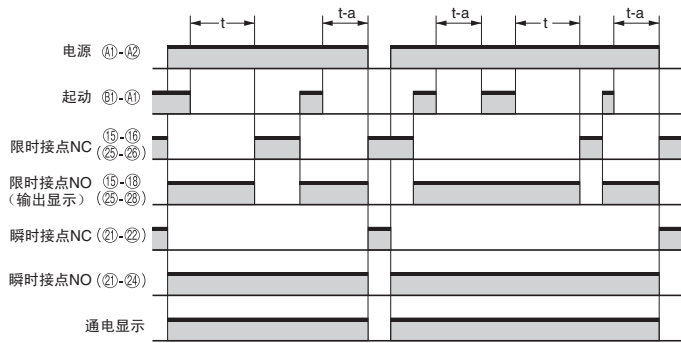 t t-a t-a t t-a
电源 Ⓐ1-Ⓐ2
起动 Ⓑ1-Ⓐ1
限时接点NC ⑮-⑯
(㉕-㉖)
限时接点NO ⑮-⑱
（输出显示） (㉕-㉘)
瞬时接点NC (㉑-㉒)
瞬时接点NO (㉑-㉔)
通电显示